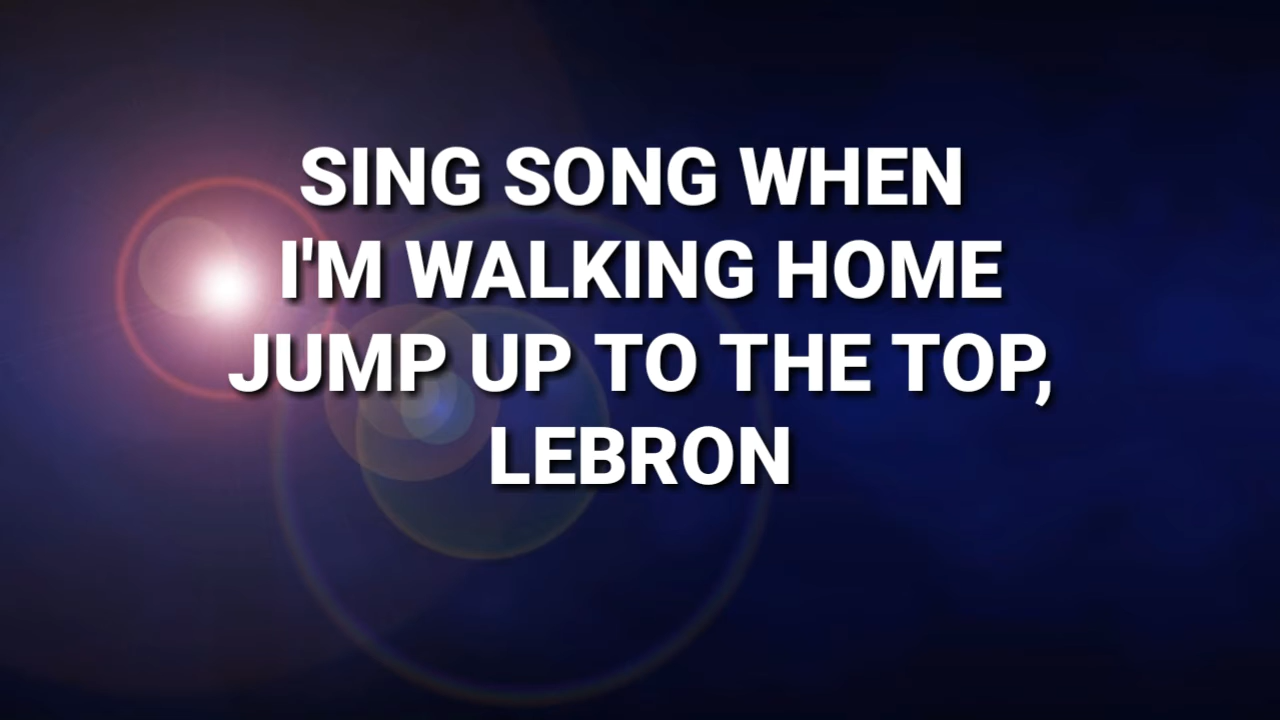 SING SONG WHEN
I'M WALKING HOME
JUMP UP TO THE TOP,
LEBRON